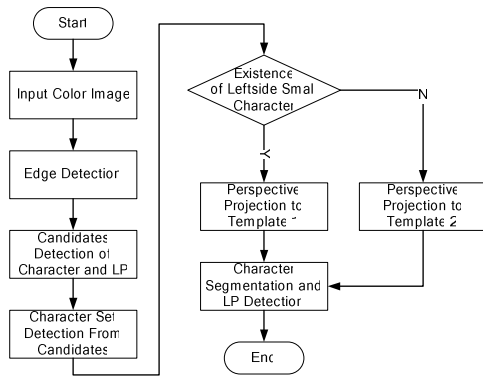 Start
Input Color Image
Edge Detection
Candidates
Detection of
Character and LP
Character Set
Detection From
Candidates
Existence
of Leftside Small
Character
N
Y
Perspective
Projection to
Template 1
Perspective
Projection to
Template 2
Character
Segmentation and
LP Detection
End